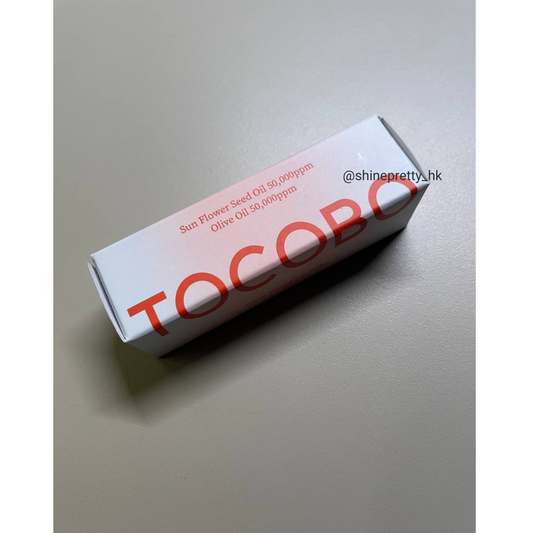 @shinepretty_hk
Sun Flower Seed Oil 50,000ppm
Olive Oil 50,000ppm
TOCOBO